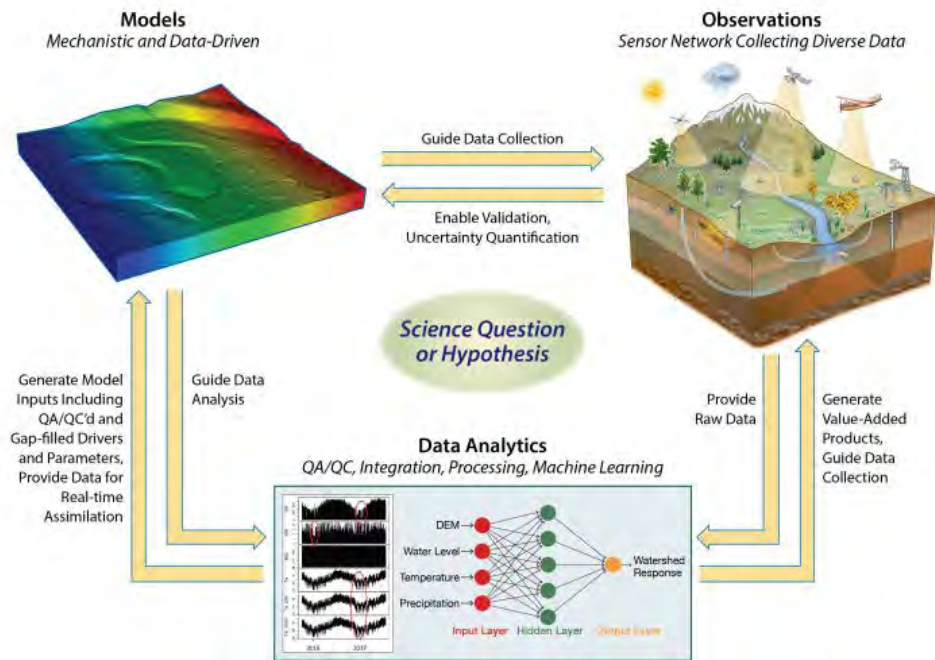 Models
Mechanistic and Data-Driven
Observations
Sensor Network Collecting Diverse Data
Guide Data Collection
Enable Validation,
Uncertainty Quantification
Science Question
or Hypothesis
Generate Model
Inputs Including
QA/QC'd and
Gap-filled Drivers
and Parameters,
Provide Data for
Real-time
Assimilation
Guide Data
Analysis
Provide
Raw Data
Generate
Value-Added
Products,
Guide Data
Collection
Data Analytics
QA/QC, Integration, Processing, Machine Learning
DEM
Water Level
Temperature
Precipitation
Watershed
Response
Input Layer
Hidden Layer
Output Layer
2017